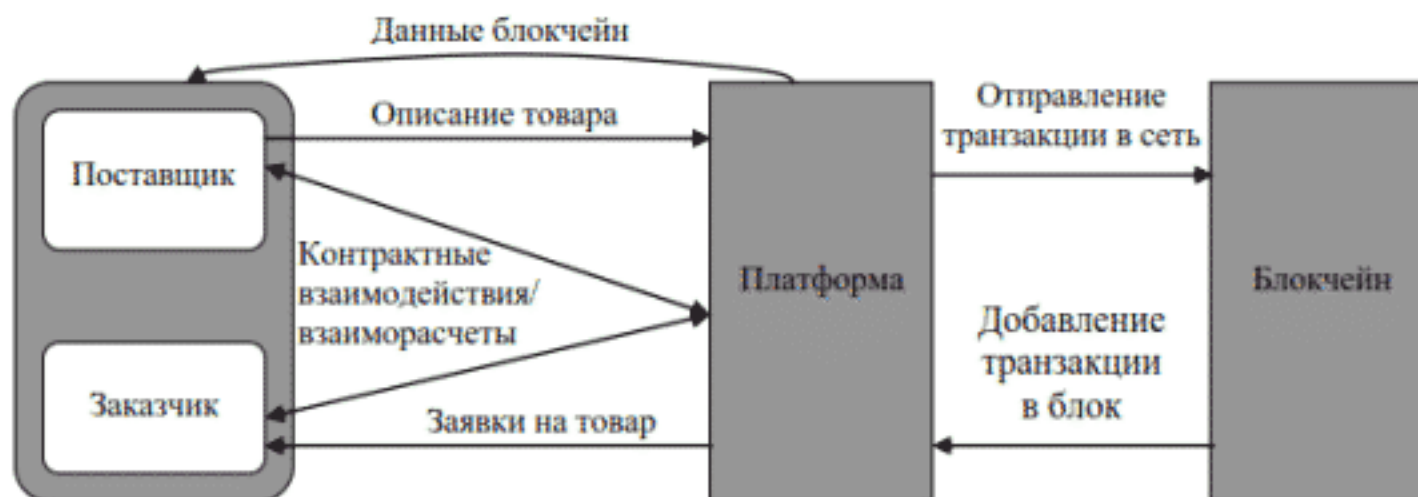 Данные блокчейн
Описание товара
Отправление
транзакции в сеть
Поставщик
Контрактные
взаимодействия/
взаиморасчеты
Платформа
Блокчейн
Добавление
транзакции
в блок
Заказчик
Заявки на товар